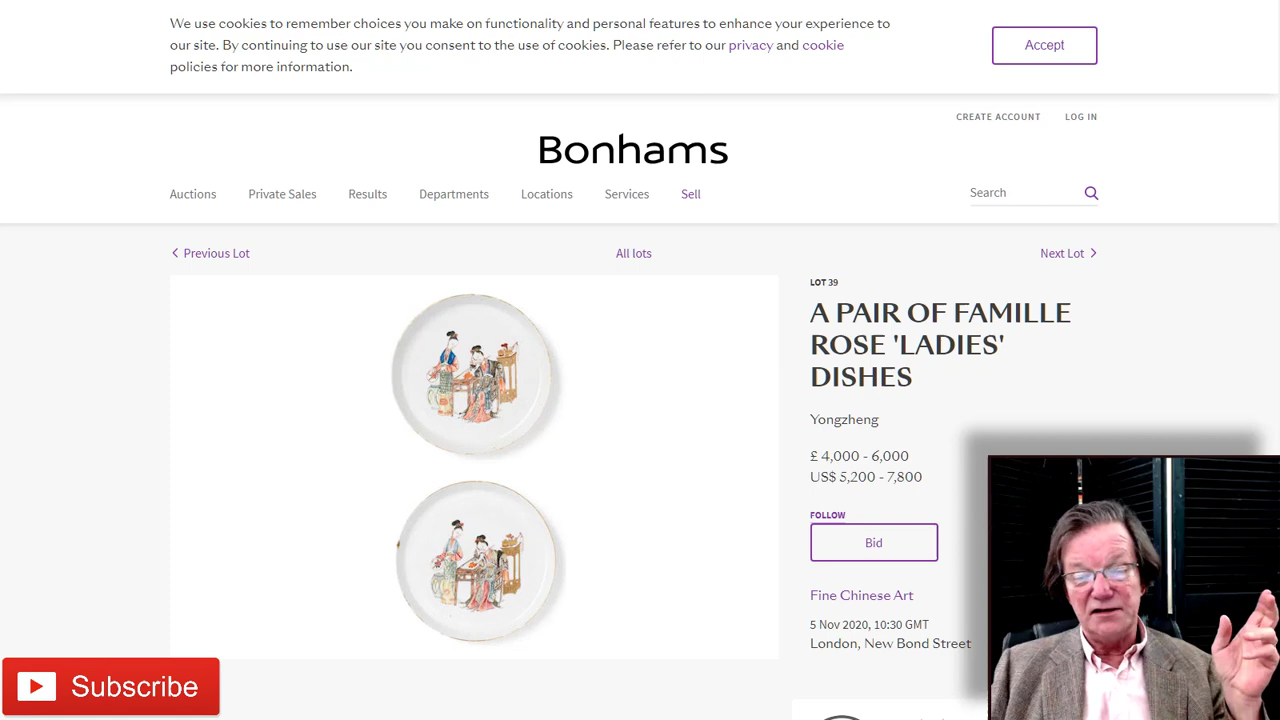 We use cookies to remember choices you make on functionality and personal features to enhance your experience to
our site. By continuing to use our site you consent to the use of cookies. Please refer to our privacy and cookie
policies for more information.
Accept
CREATE ACCOUNT LOG IN
Bonhams
Auctions Private Sales Results Departments Locations Services Sell
Search
Previous Lot All lots Next Lot
LOT 39
A PAIR OF FAMILLE
ROSE 'LADIES'
DISHES
Yongzheng
£ 4,000 - 6,000
US$ 5,200 - 7,800
FOLLOW
Bid
Fine Chinese Art
5 Nov 2020, 10:30 GMT
London, New Bond Street
Subscribe